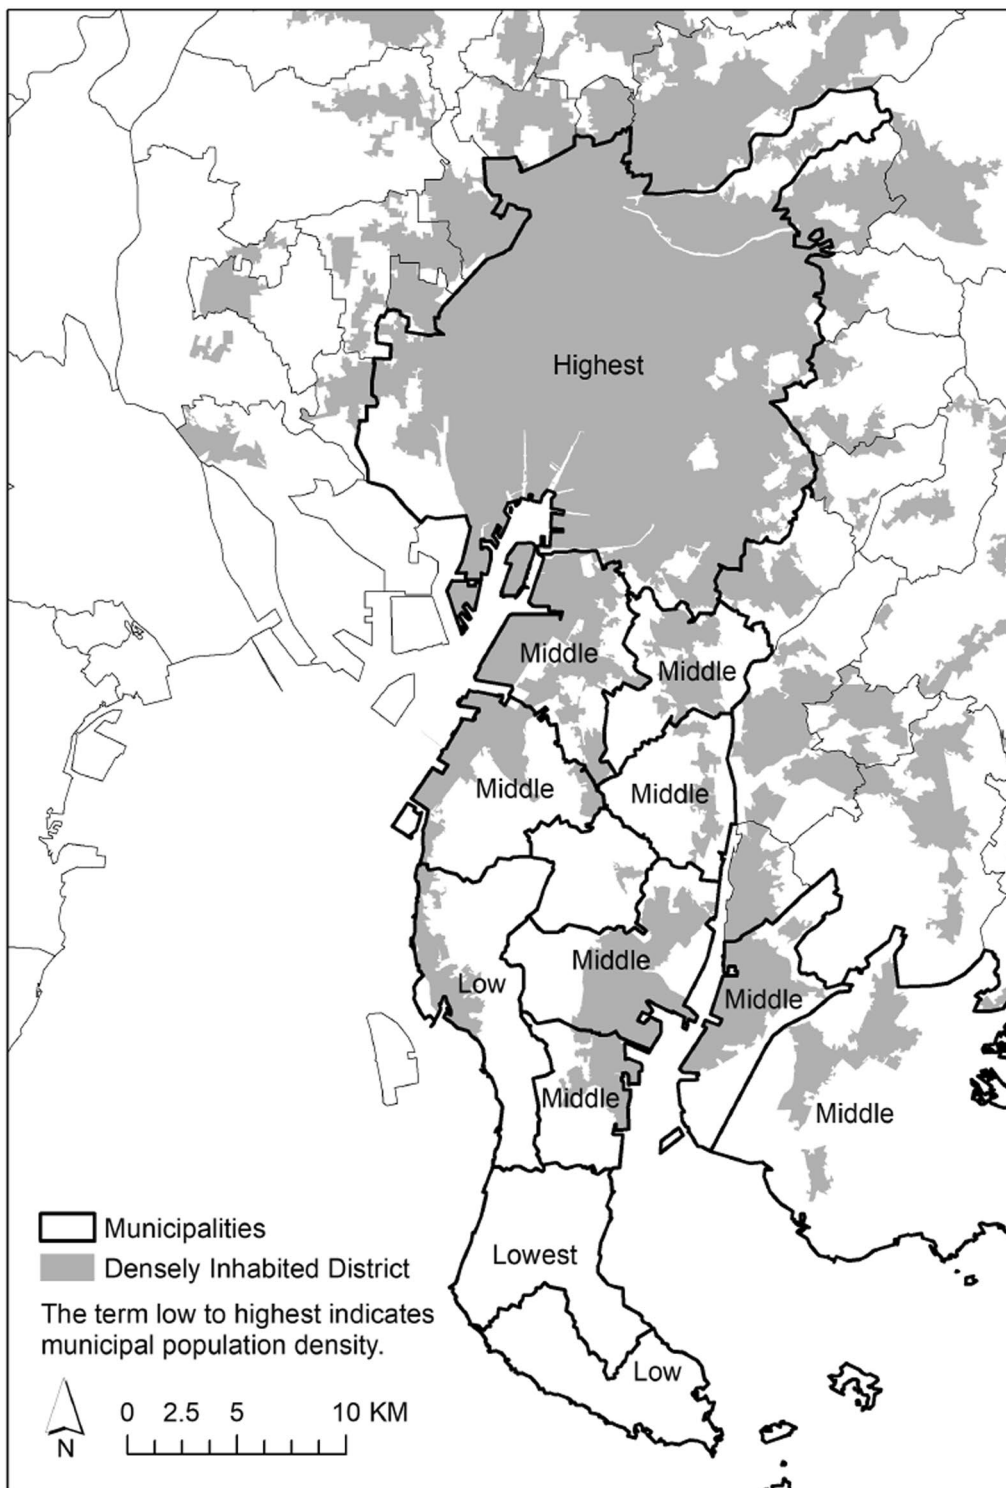 Highest
Middle
Middle
Middle
Middle
Middle
Low
Middle
Middle
Middle
Lowest
Low
Municipalities
Densely Inhabited District
The term low to highest indicates
municipal population density.
0 2.5 5 10 KM
N